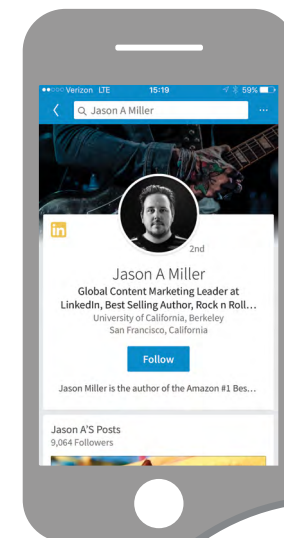 Verizon LTE 15:19 59%
Jason A Miller
in
2nd
Jason A Miller
Global Content Marketing Leader at
LinkedIn, Best Selling Author, Rock n Roll...
University of California, Berkeley
San Francisco, California
Follow
Jason Miller is the author of the Amazon #1 Bes...
Jason A'S Posts
9,064 Followers